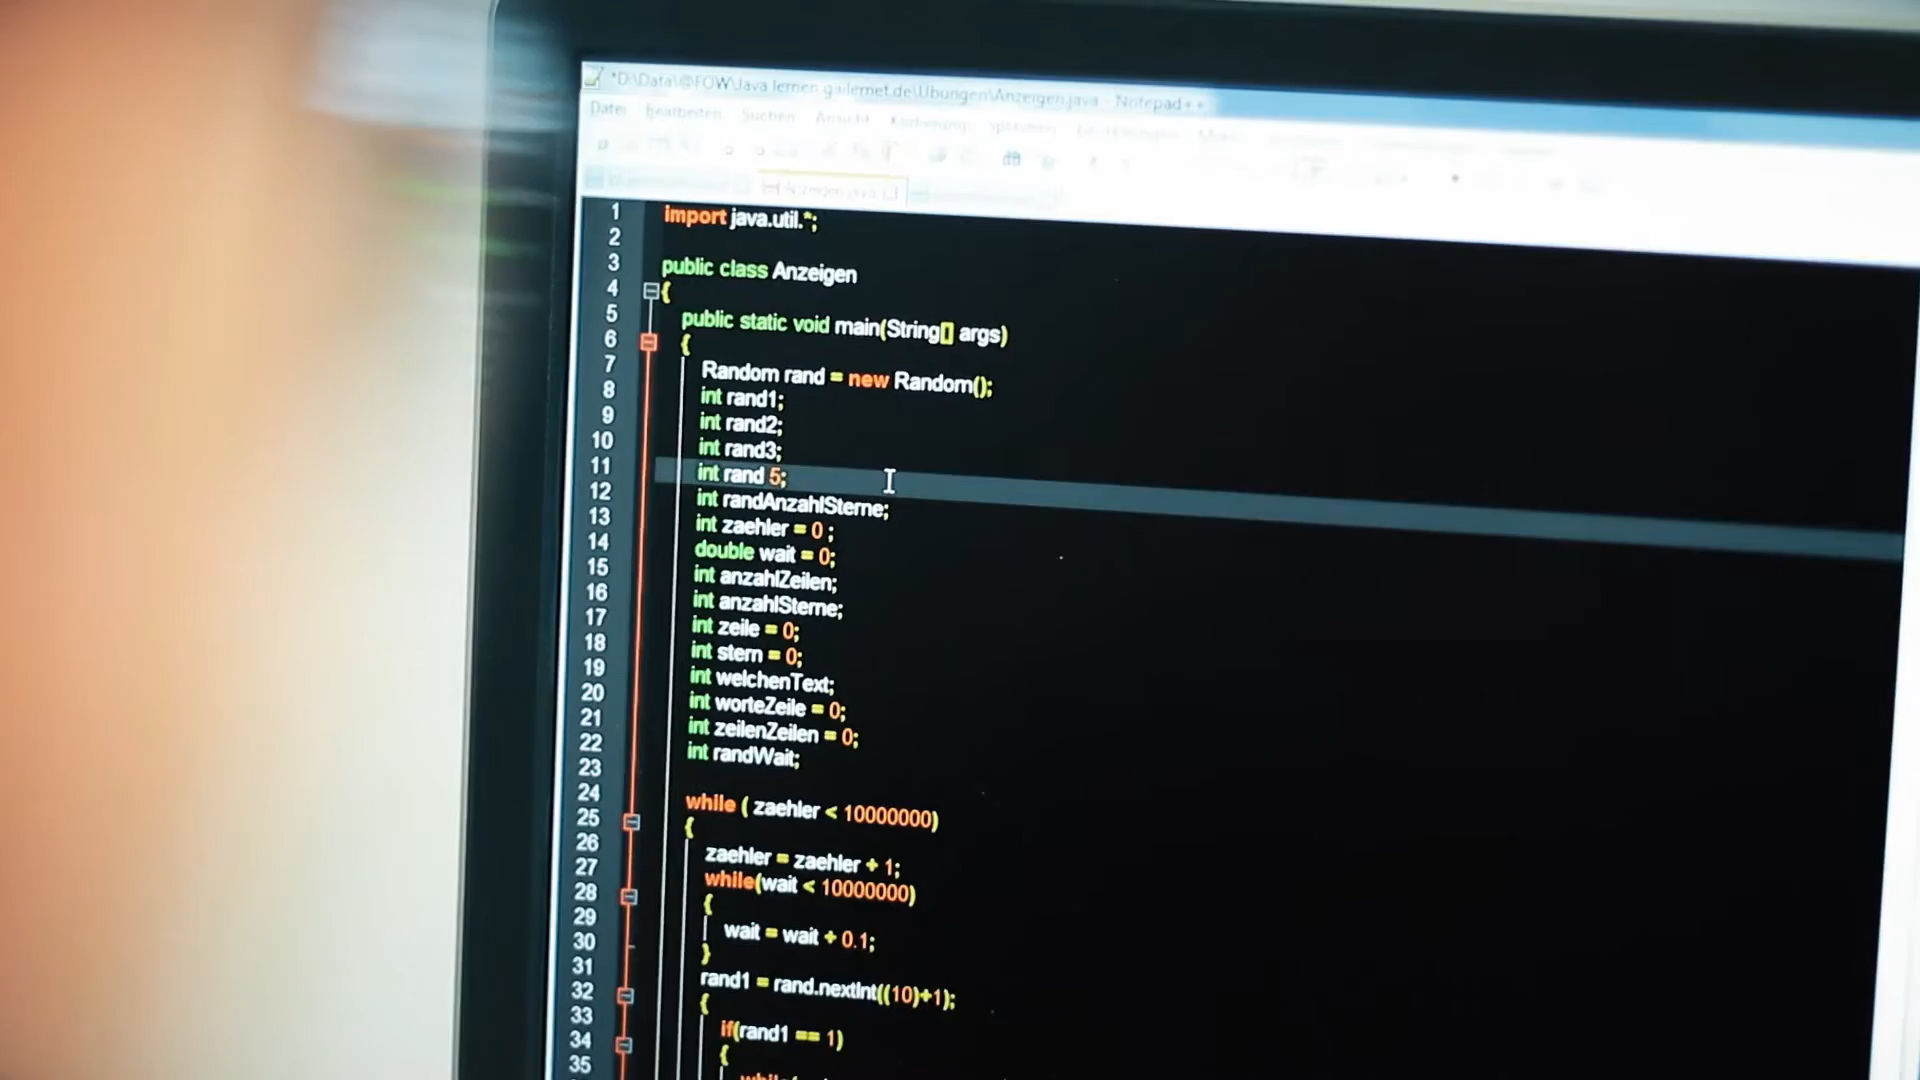 *D:\Data\@FOW\Java lernen gailernet.de\Übungen\Anzeigen.java - Notepad++
Datei Bearbeiten Suchen Ansicht Kodierung
Anzeigen.java
1 import java.util.*;
2
3 public class Anzeigen
4 {
5 public static void main(String[] args)
6 {
7 Random rand = new Random();
8 int rand1;
9 int rand2;
10 int rand3;
11 int rand 5;
12 int randAnzahlSterne;
13 int zaehler = 0 ;
14 double wait = 0;
15 int anzahlZeilen;
16 int anzahlSterne;
17 int zeile = 0;
18 int stern = 0;
19 int welchenText;
20 int worteZeile = 0;
21 int zeilenZeilen = 0;
22 int randWait;
23
24 while ( zaehler < 10000000)
25 {
26 zaehler = zaehler + 1;
27 while(wait < 10000000)
28 {
29 wait = wait + 0.1;
30 }
31 rand1 = rand.nextInt((10)+1);
32 {
33 if(rand1 == 1)
34 {
35